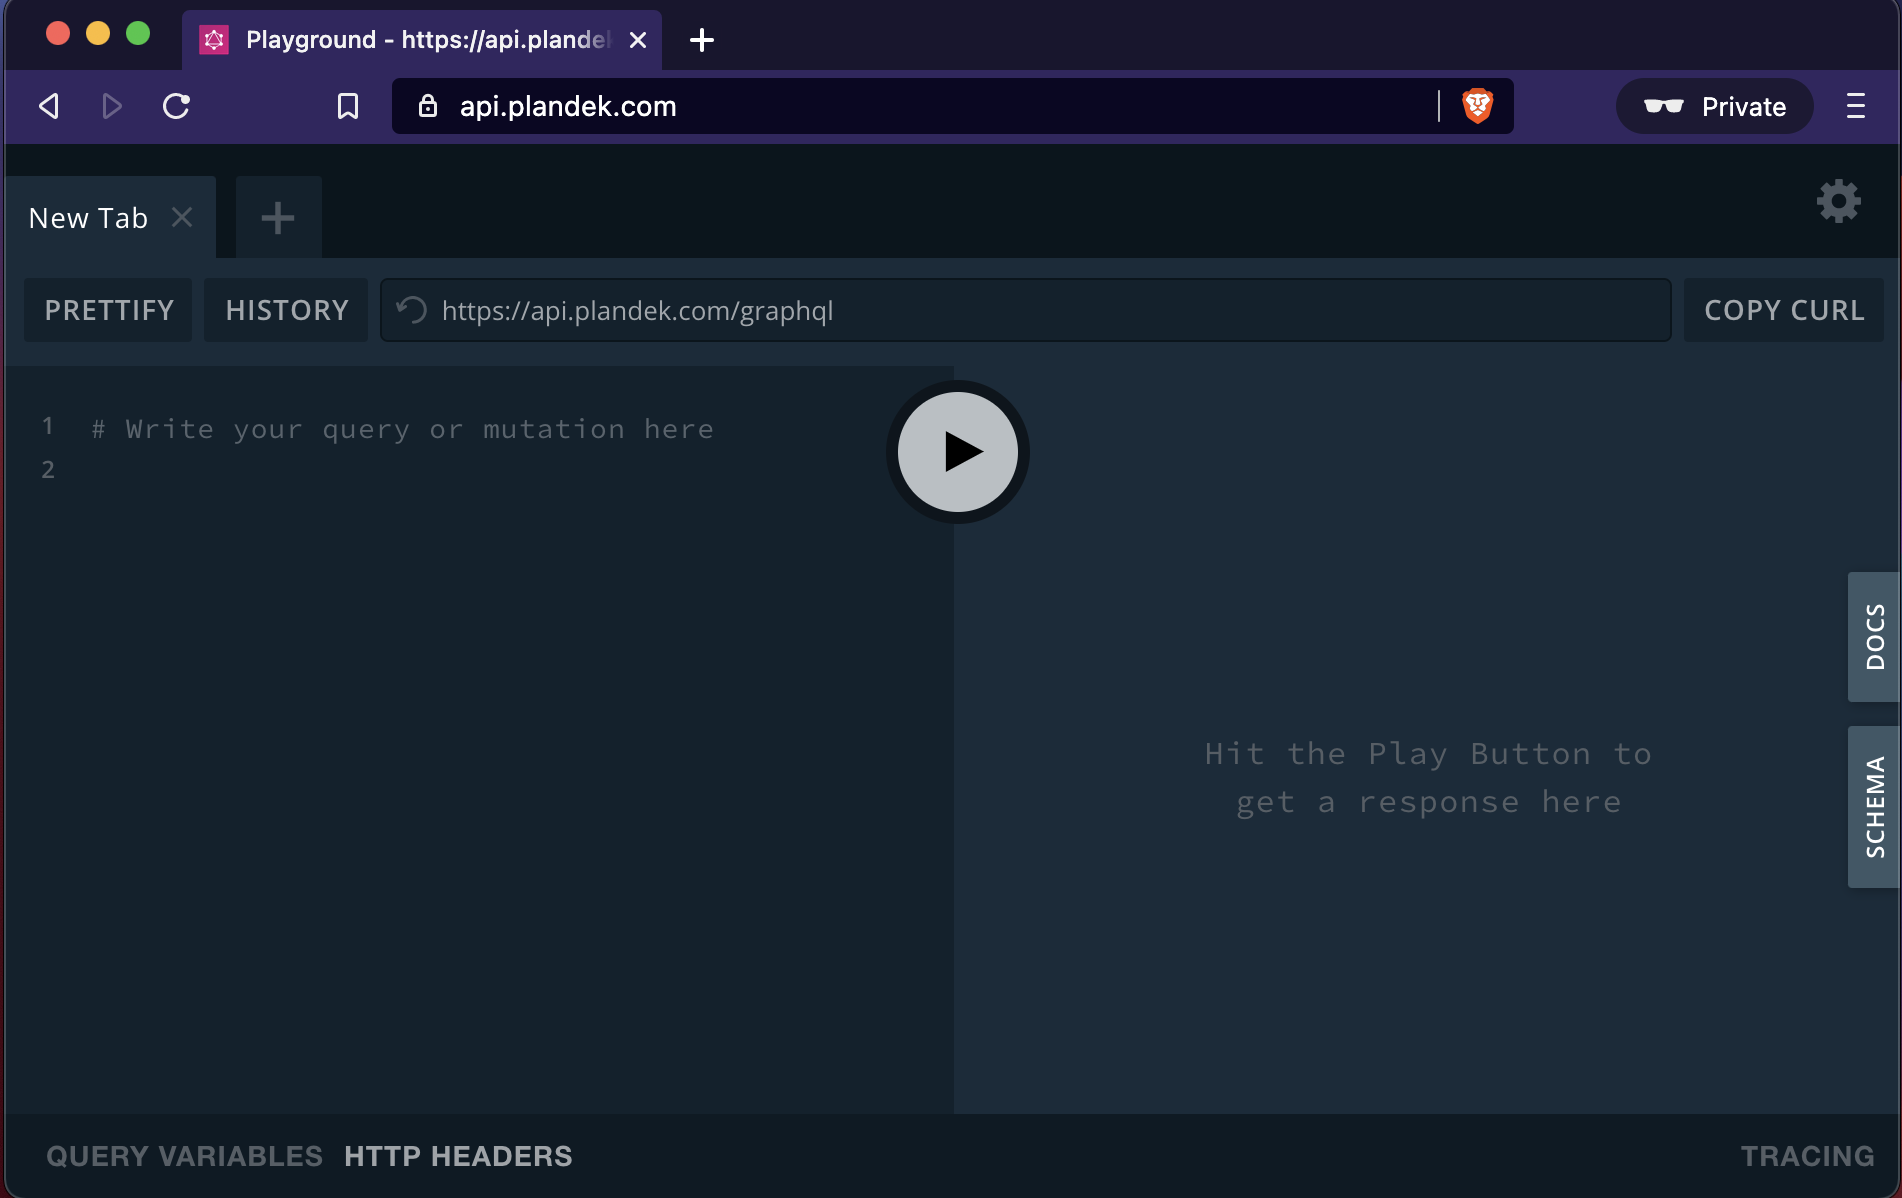 Playground - https://api.plande
api.plandek.com
Private
New Tab
PRETTIFY
HISTORY
https://api.plandek.com/graphql
COPY CURL
1 # Write your query or mutation here
2
DOCS
Hit the Play Button to
get a response here
SCHEMA
QUERY VARIABLES
HTTP HEADERS
TRACING